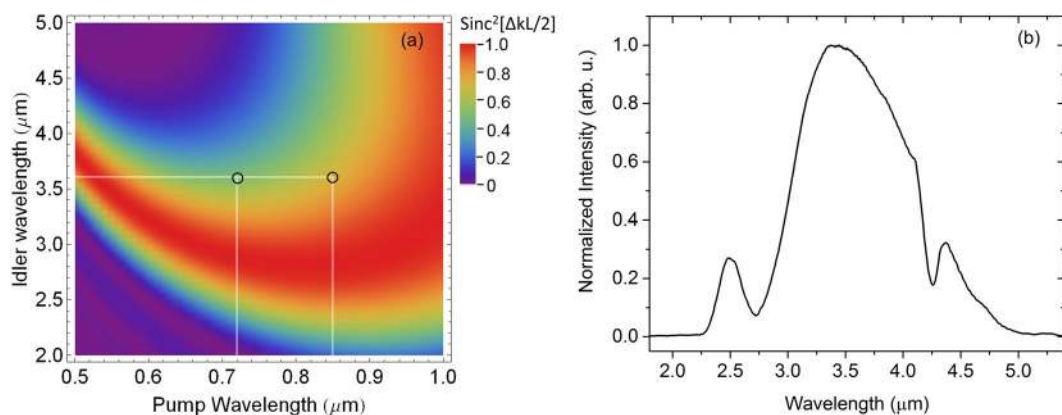 Sinc²[ΔkL/2]
(a)
5.0
4.5
4.0
3.5
3.0
2.5
2.0
Idler wavelength (μm)
0.5 0.6 0.7 0.8 0.9 1.0
Pump Wavelength (μm)
1.0
0.8
0.6
0.4
0.2
0
(b)
1.0
0.8
0.6
0.4
0.2
0.0
Normalized Intensity (arb. u.)
2.0 2.5 3.0 3.5 4.0 4.5 5.0
Wavelength (μm)